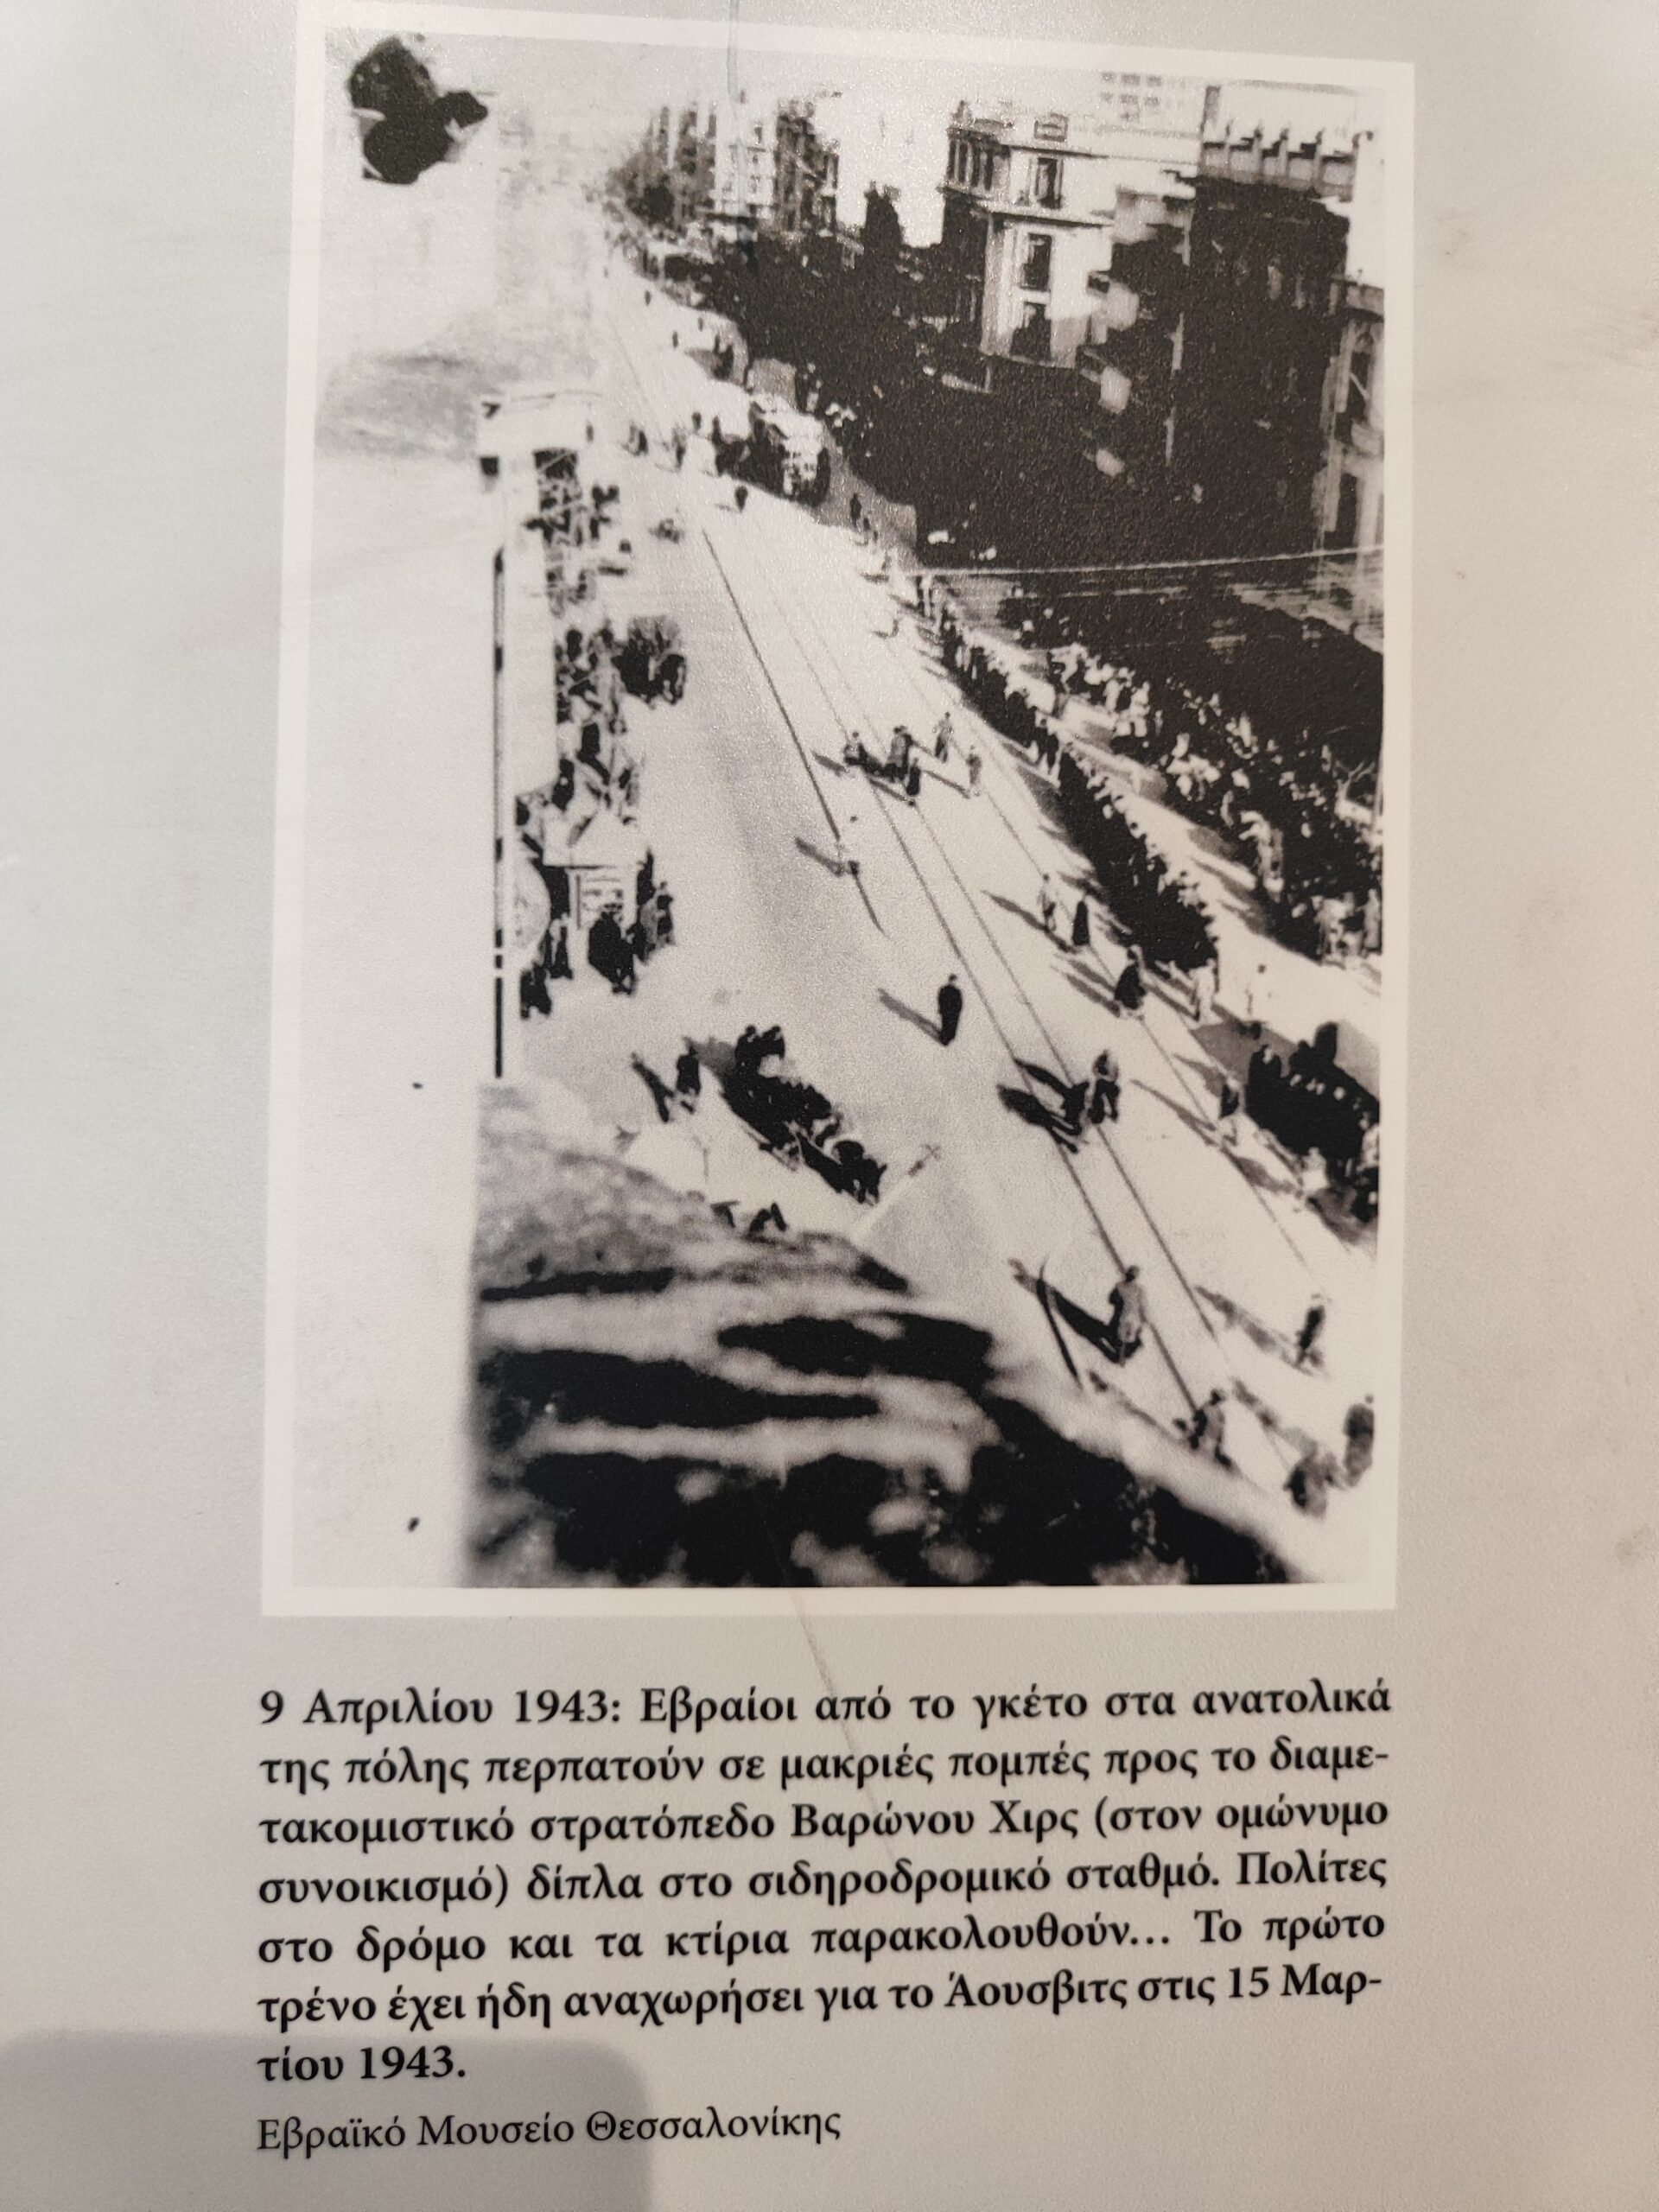 9 Απριλίου 1943: Εβραίοι από το γκέτο στα ανατολικά
της πόλης περπατούν σε μακριές πομπές προς το διαμε-
τακομιστικό στρατόπεδο Βαρώνου Χιρς (στον ομώνυμο
συνοικισμό) δίπλα στο σιδηροδρομικό σταθμό. Πολίτες
στο δρόμο και τα κτίρια παρακολουθούν... Το πρώτο
τρένο έχει ήδη αναχωρήσει για το Άουσβιτς στις 15 Μαρ-
τίου 1943.
Εβραϊκό Μουσείο Θεσσαλονίκης